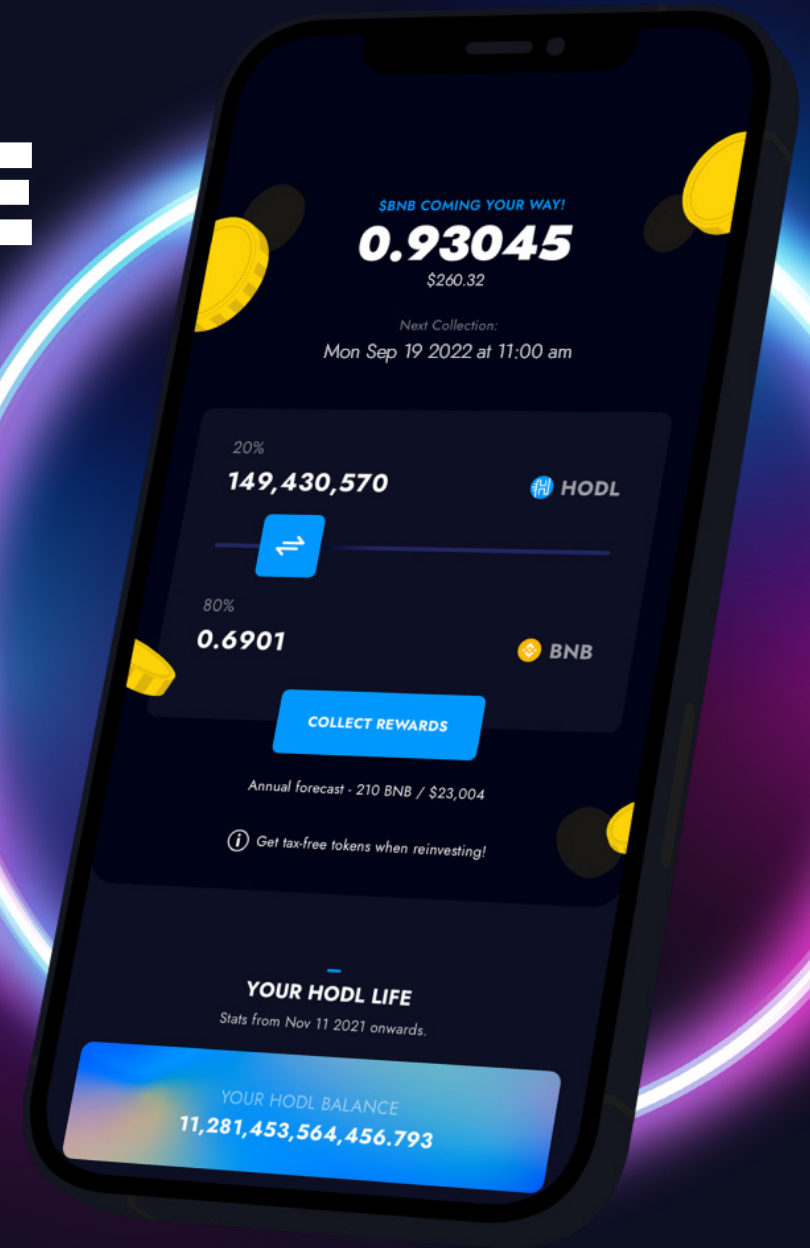 E
$BNB COMING YOUR WAY!
0.93045
$260.32
Next Collection:
Mon Sep 19 2022 at 11:00 am
20%
149,430,570 HODL
80%
0.6901 BNB
COLLECT REWARDS
Annual forecast - 210 BNB / $23,004
i Get tax-free tokens when reinvesting!
YOUR HODL LIFE
Stats from Nov 11 2021 onwards.
YOUR HODL BALANCE
11,281,453,564,456.793